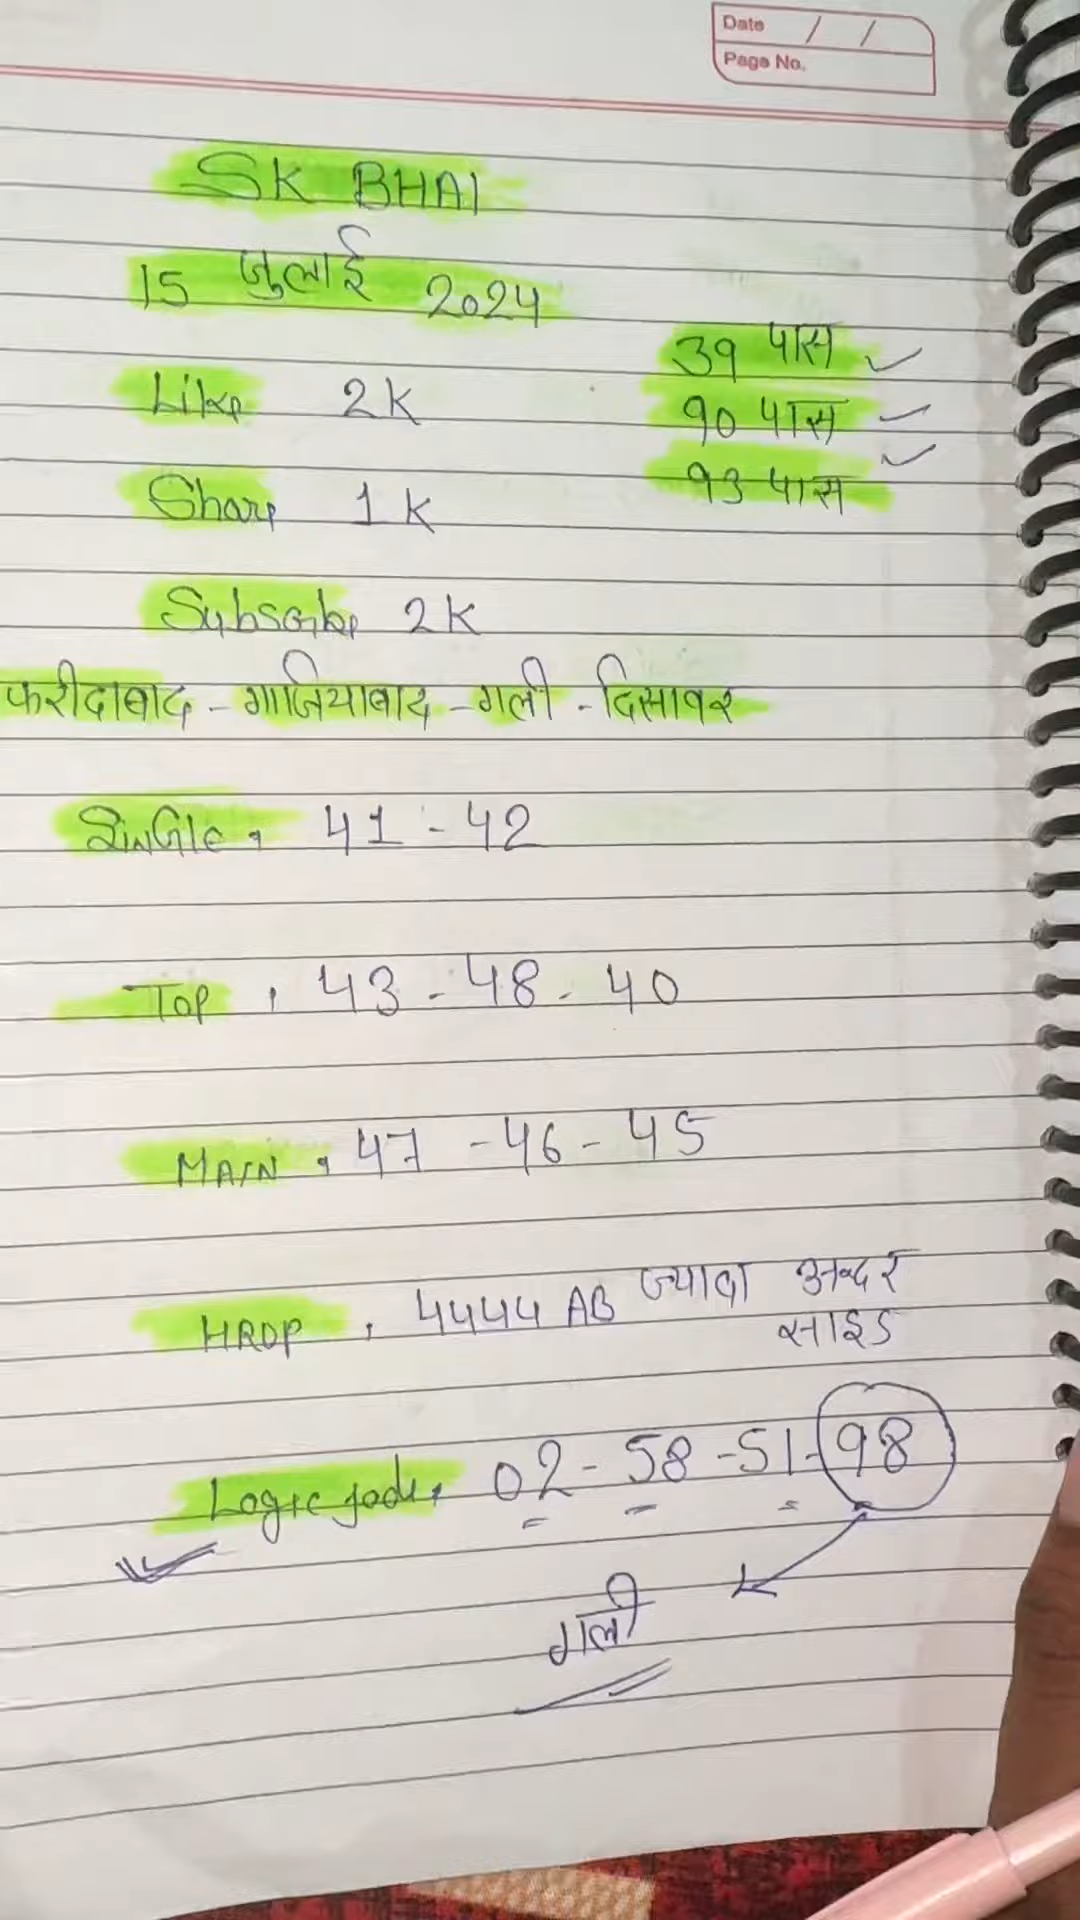 Date / /
Page No.
SK BHAI
15 जुलाई 2024
39 पास
Like 2K
90 पास
93 पास
Share 1K
Subscribe 2K
फरीदाबाद - गाजियाबाद - गली - दिसावर
SinGle, 41 - 42
Top, 43 - 48 - 40
MAIN, 47 - 46 - 45
HROP, 4444 AB ज्यादा अन्दर
साइड
Logic jodi, 02 - 58 - 51 - 98
गली